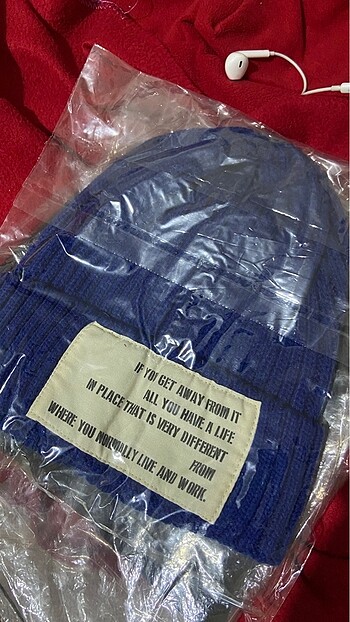 IF YOU GET AWAY FROM IT
ALL YOU HAVE A LIFE
IN PLACE THAT IS VERY DIFFERENT
FROM
WHERE YOU NORMALLY LIVE AND WORK.